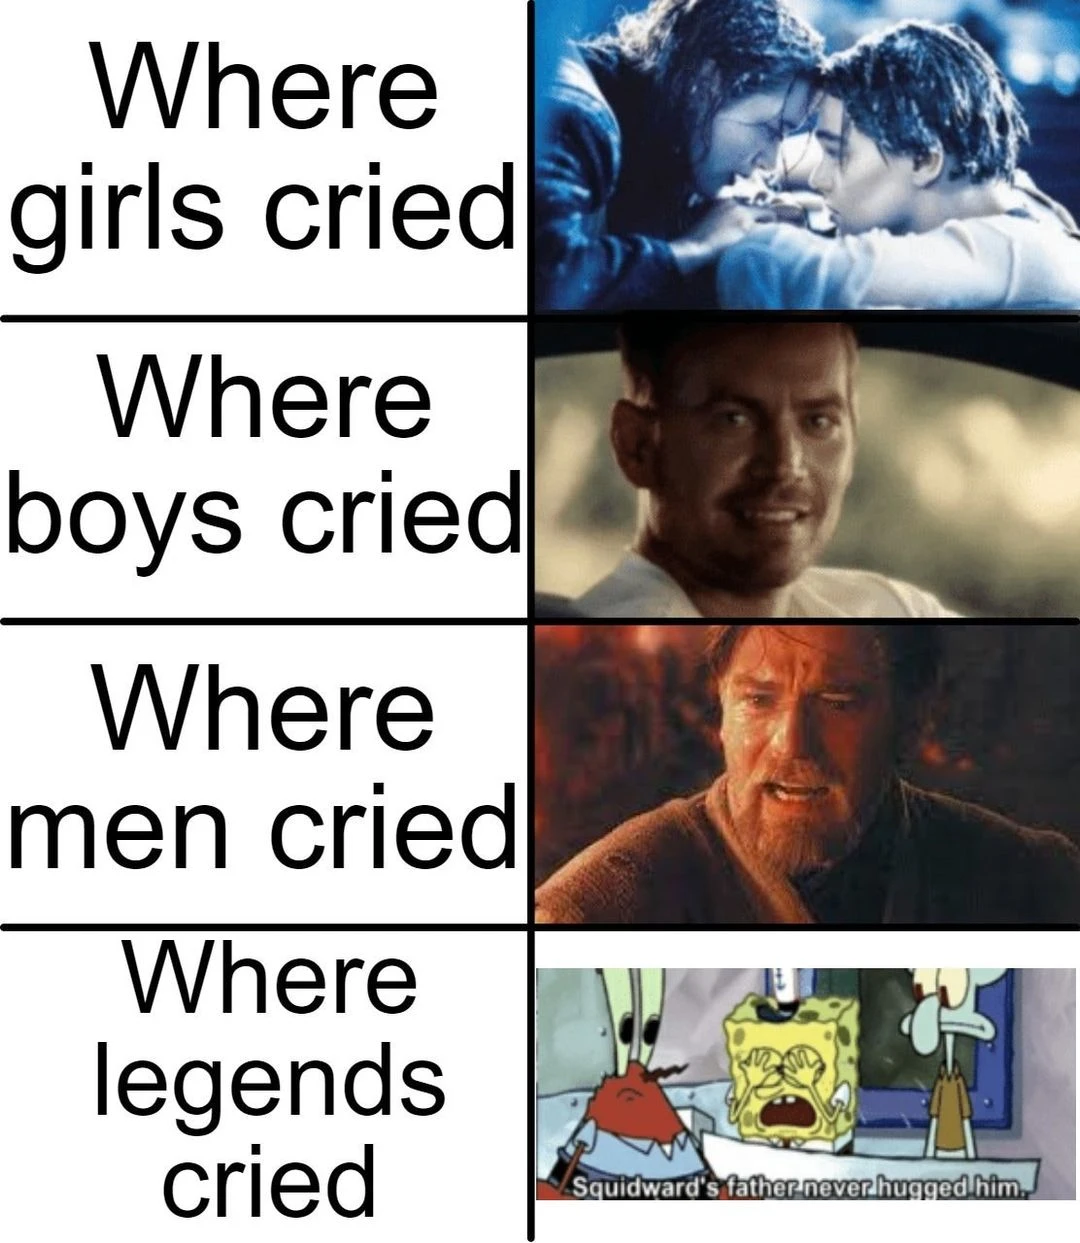 Where
girls cried
Where
boys cried
Where
men cried
Where
legends
cried
Squidward's father never hugged him.